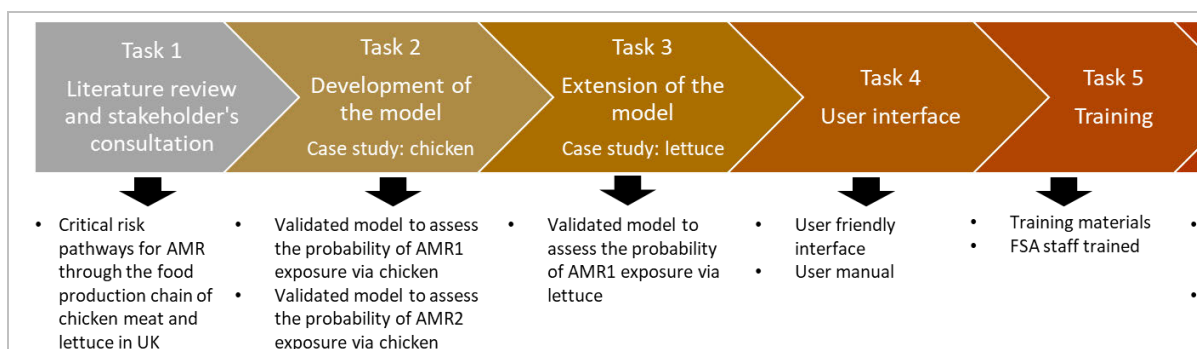 Task 1
Literature review
and stakeholder's
consultation
Task 2
Development of
the model
Case study: chicken
Task 3
Extension of the
model
Case study: lettuce
Task 4
User interface
Task 5
Training
• Critical risk
pathways for AMR
through the food
production chain of
chicken meat and
lettuce in UK
• Validated model to assess
the probability of AMR1
exposure via chicken
• Validated model to assess
the probability of AMR2
exposure via chicken
• Validated model to
assess the probability
of AMR1 exposure via
lettuce
• User friendly
interface
• User manual
• Training materials
• FSA staff trained
•
•